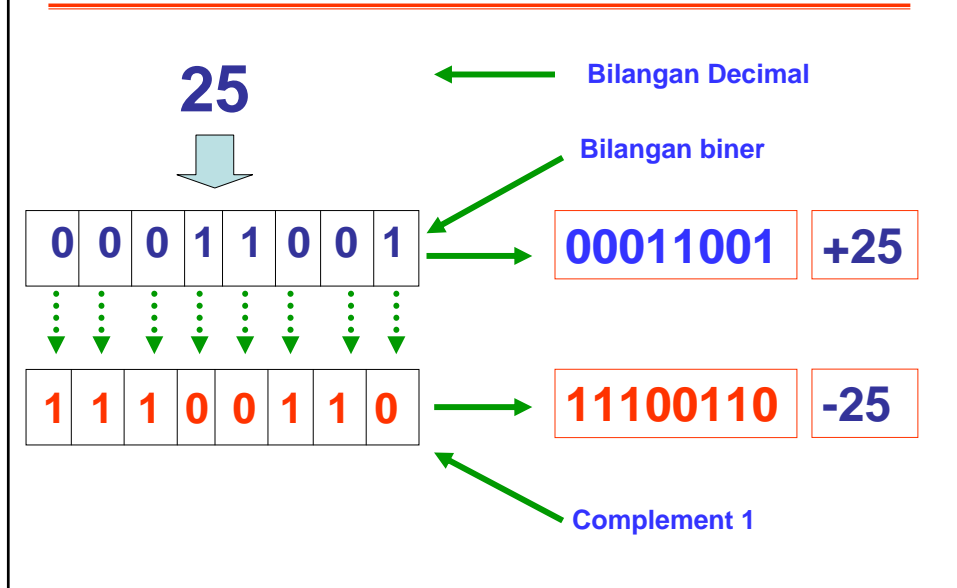 25
Bilangan Decimal
Bilangan biner
0 0 0 1 1 0 0 1
00011001 +25
1 1 1 0 0 1 1 0
11100110 -25
Complement 1